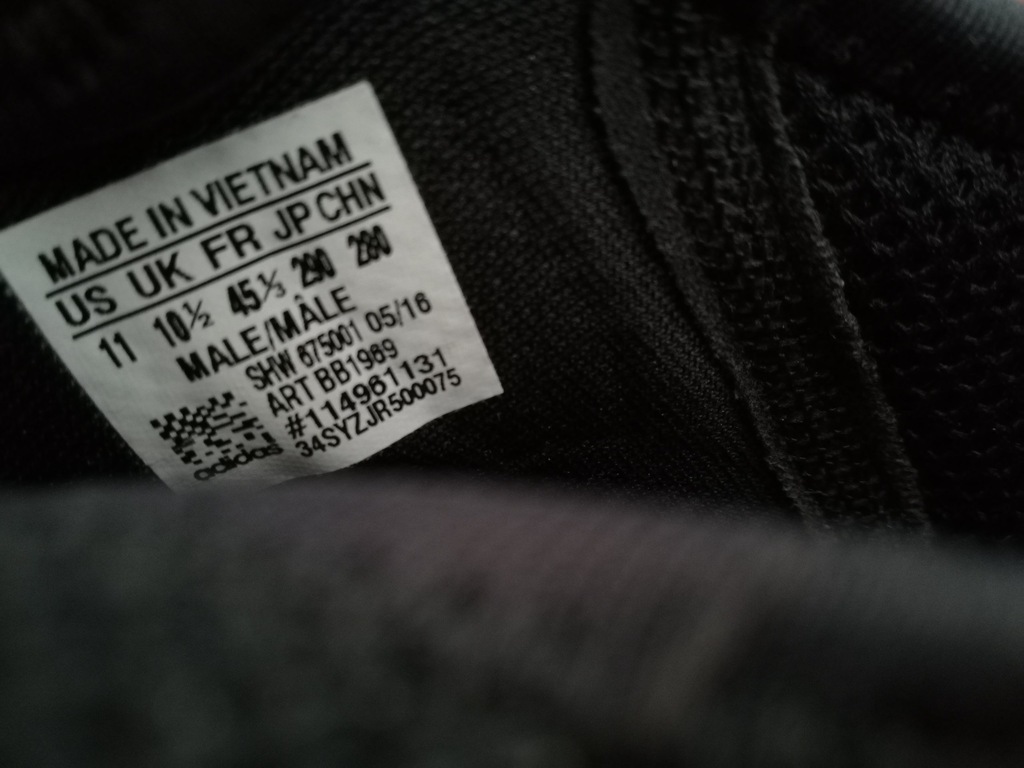 MADE IN VIETNAM
US UK FR JP CHN
11 10½ 45⅓ 290 280
MALE/MÂLE
SHW 675001 05/16
ART BB1989
#114961131
34SYZJR500075
adidas